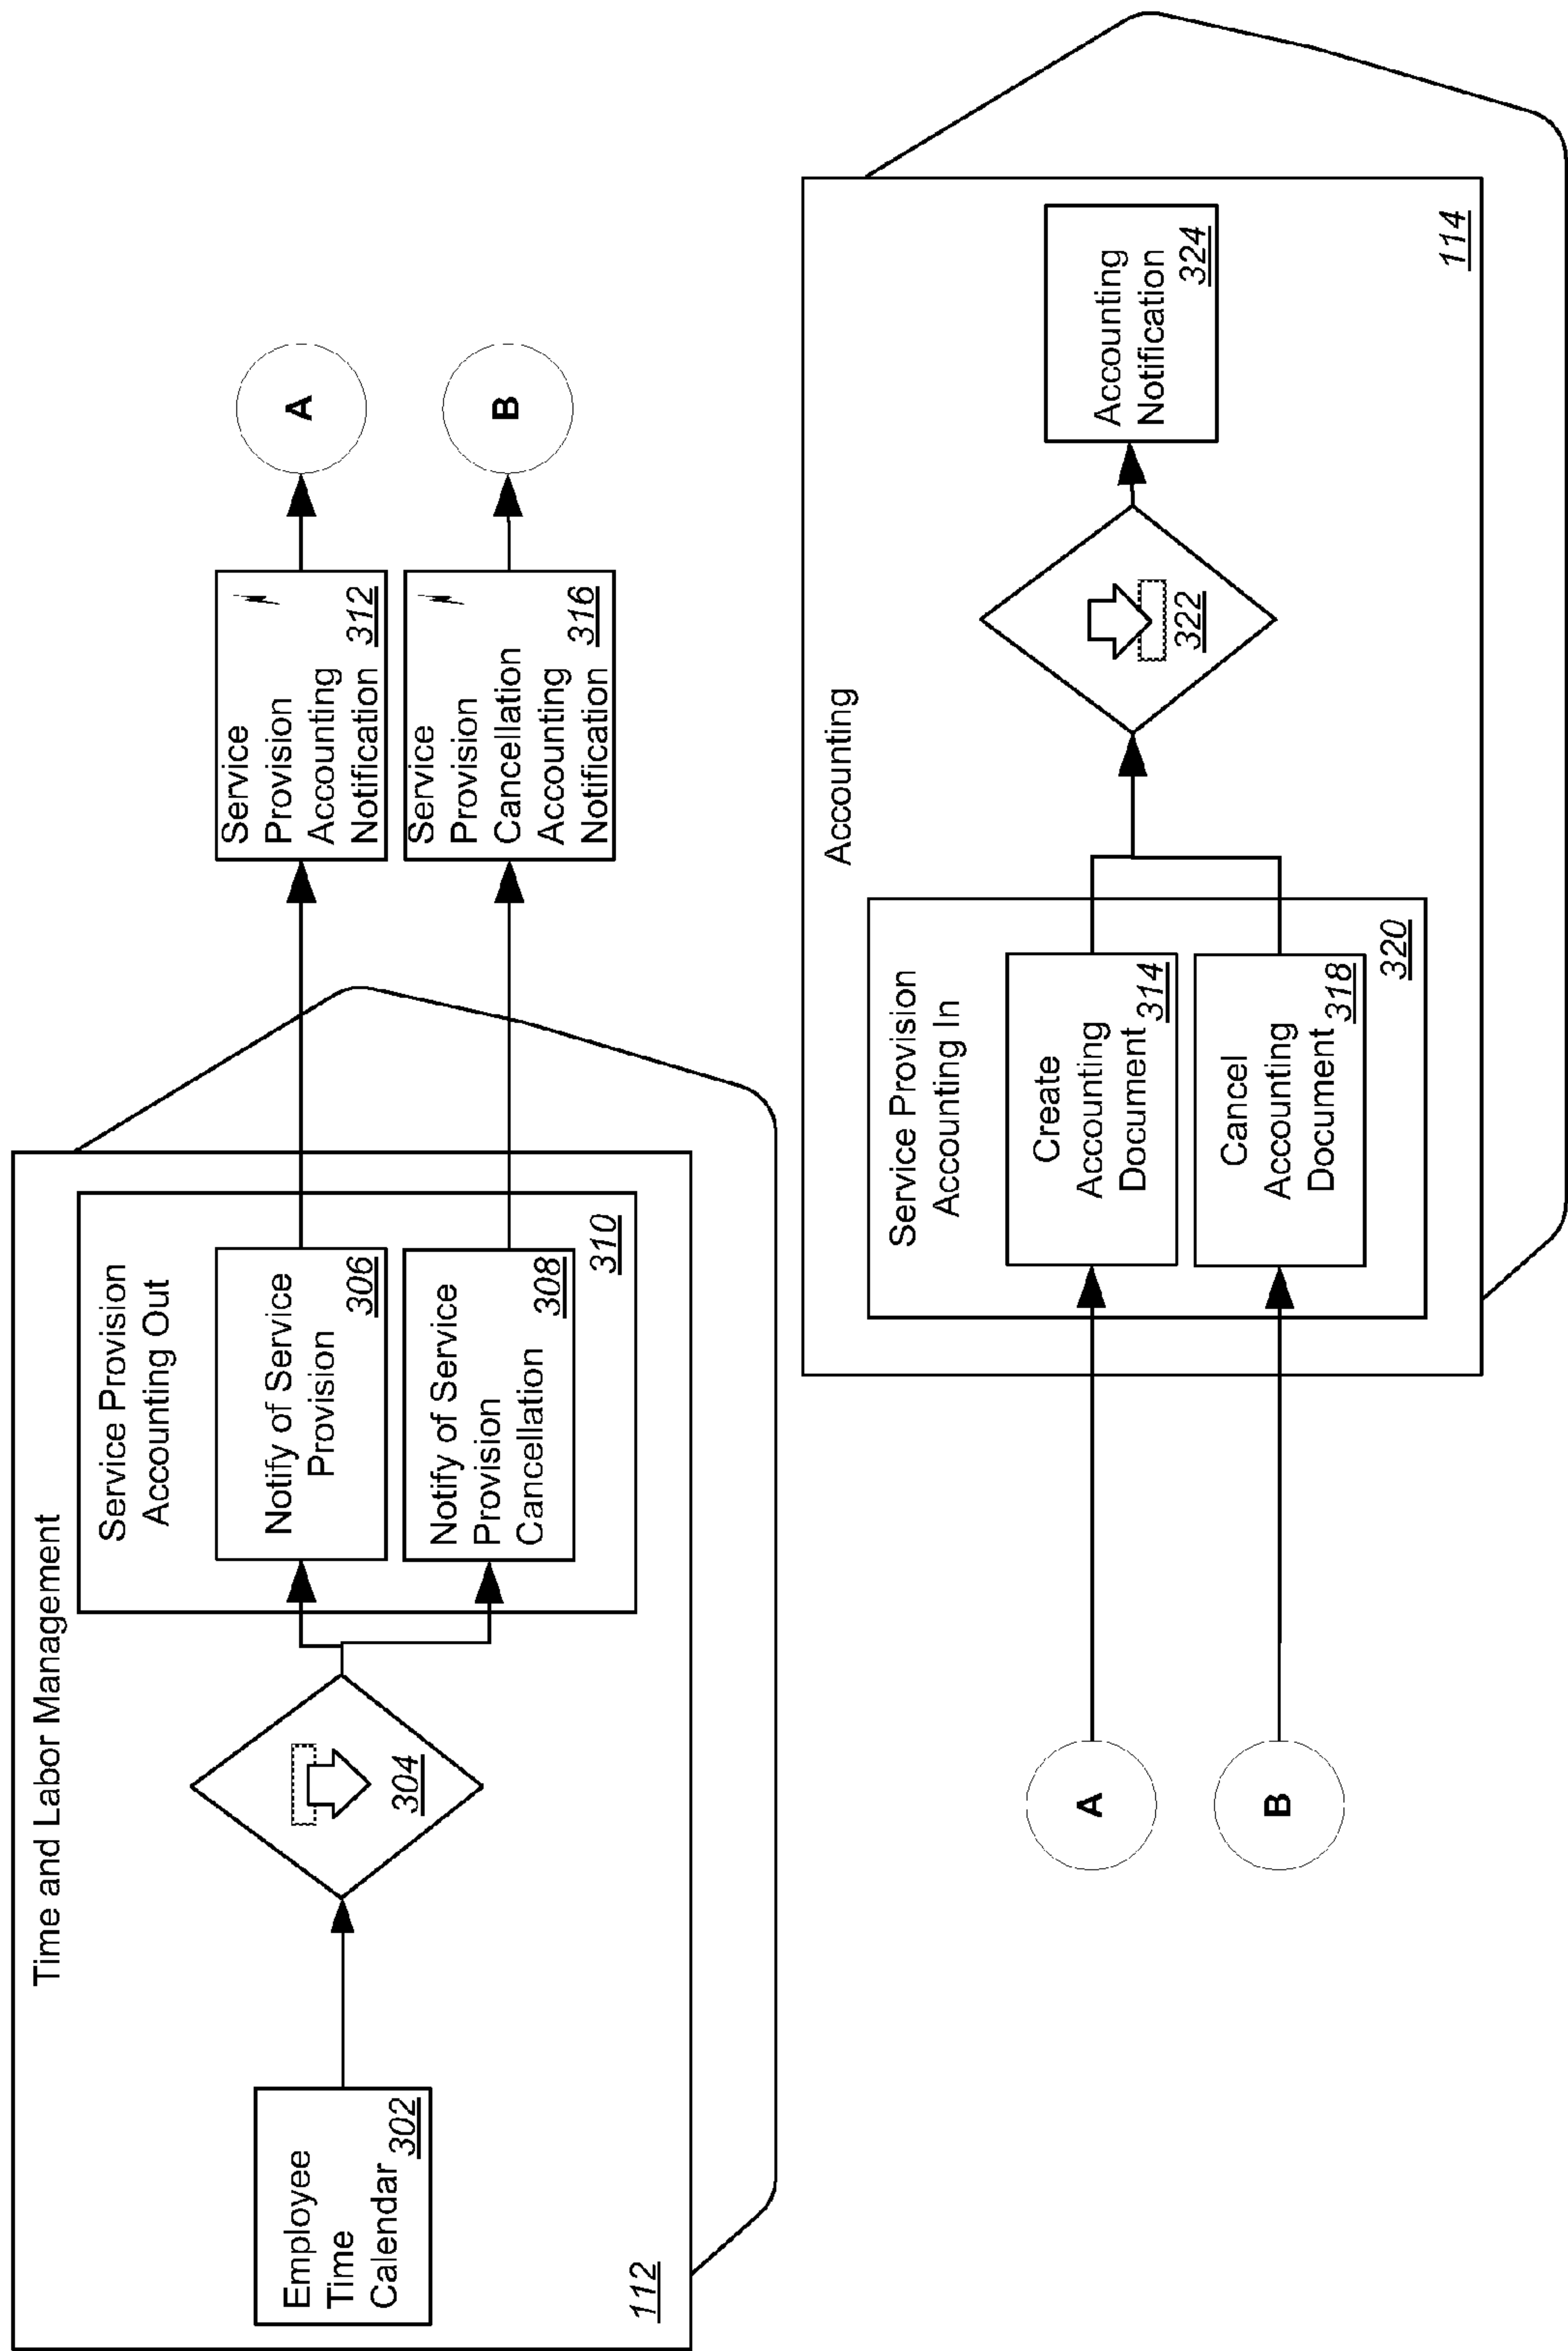 Time and Labor Management
Employee
Time
Calendar 302
304
Service Provision
Accounting Out
Notify of Service
Provision
306
Notify of Service
Provision
Cancellation
308
310
112
Service
Provision
Accounting
Notification 312
A
Service
Provision
Cancellation
Accounting
Notification 316
B
Accounting
A
B
Service Provision
Accounting In
Create
Accounting
Document 314
Cancel
Accounting
Document 318
320
322
Accounting
Notification
324
114